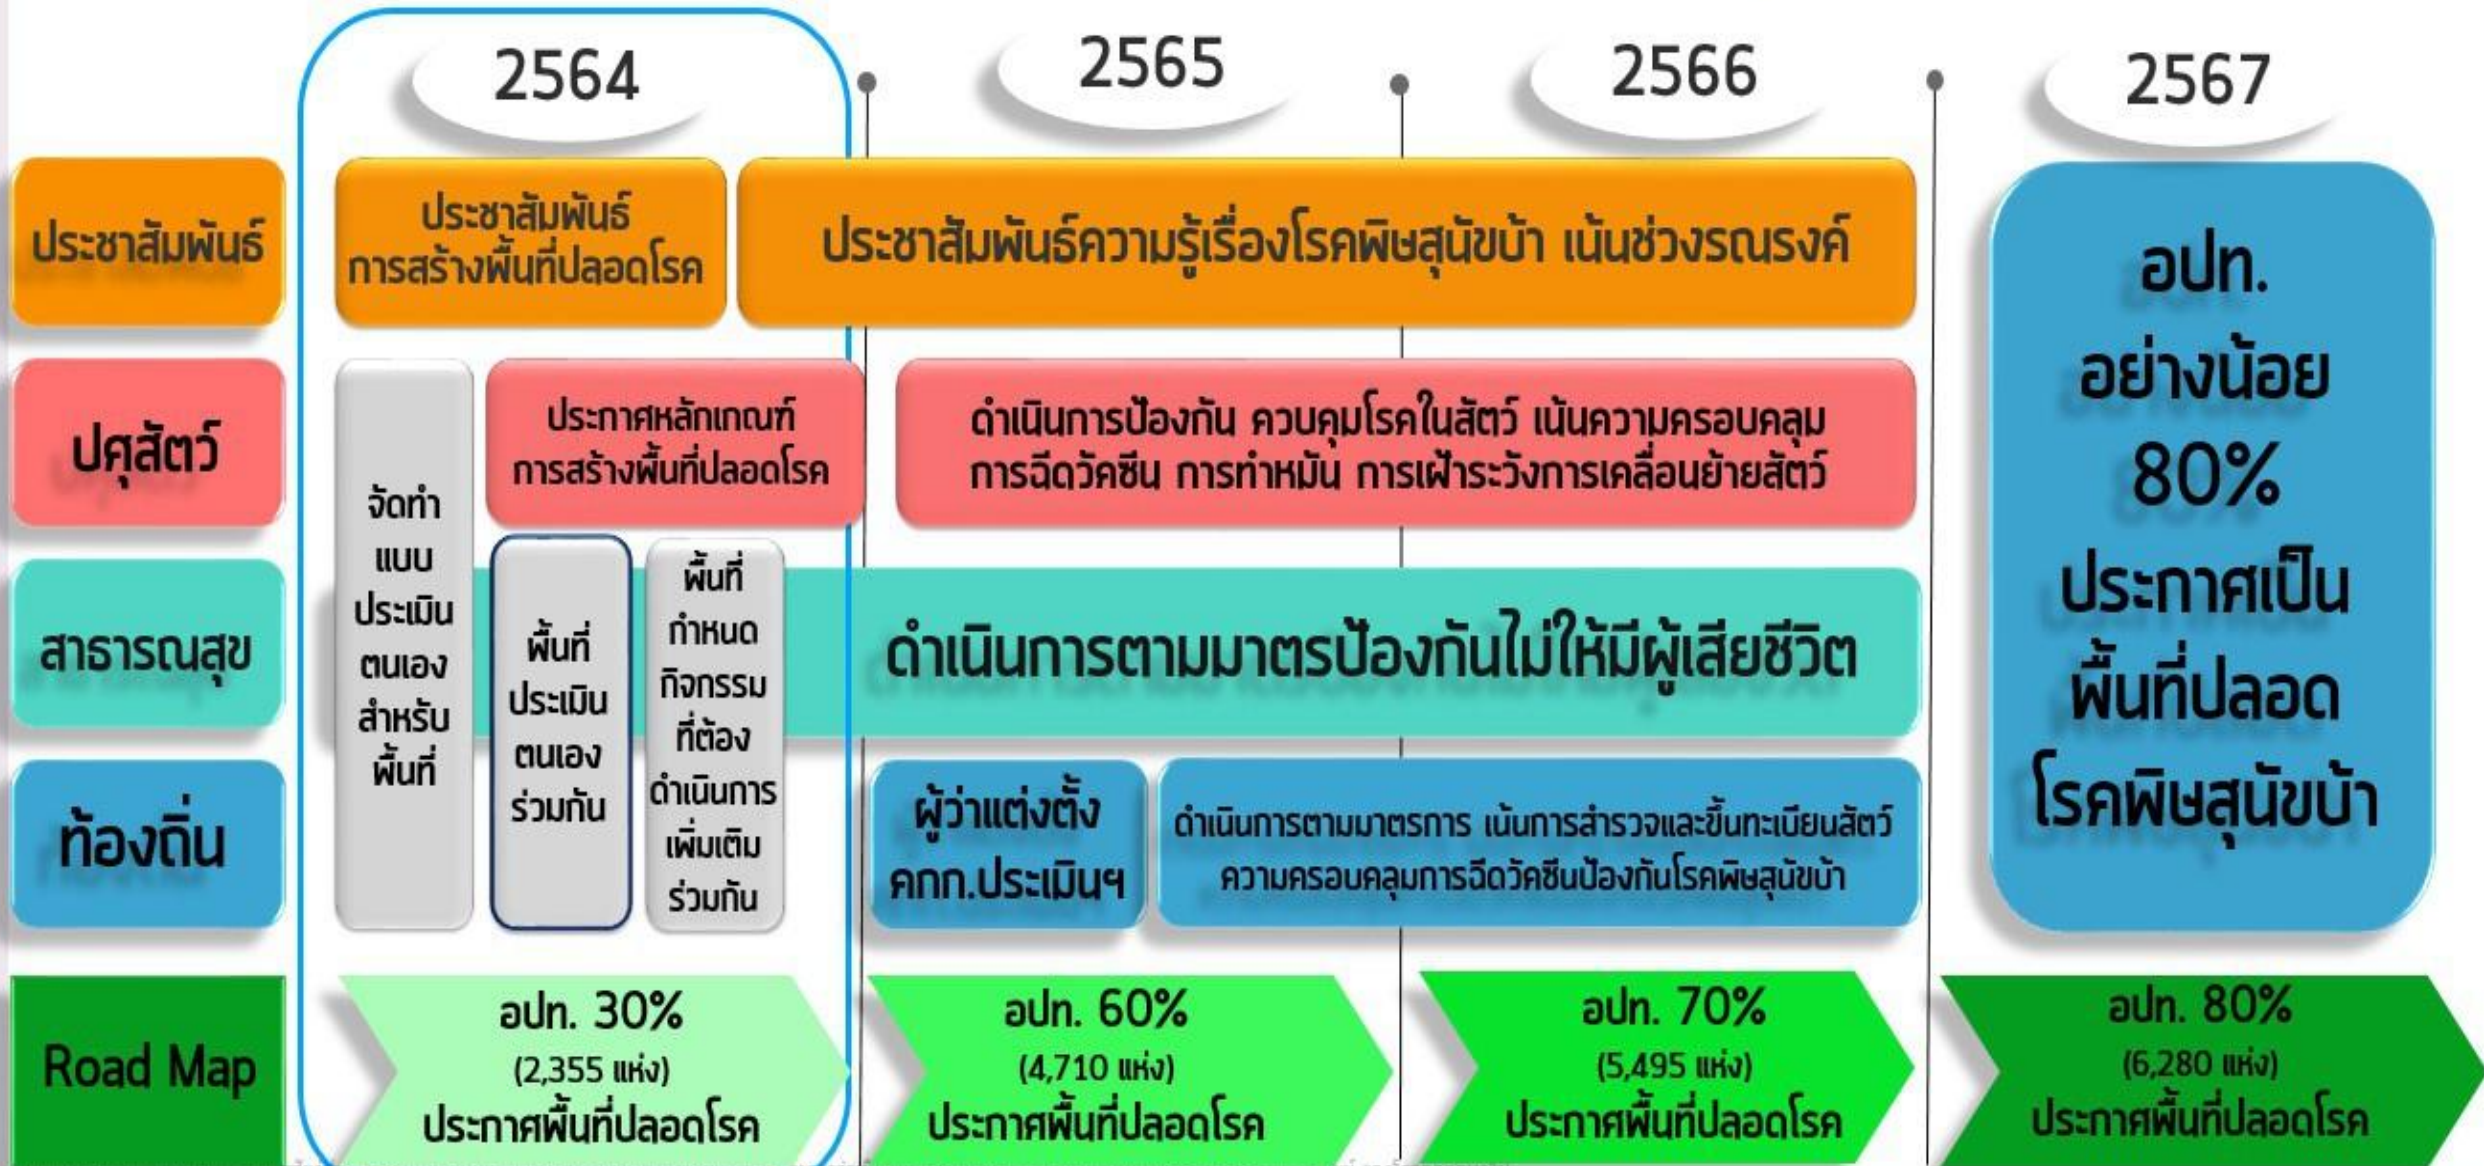 2564
2565
2566
2567
ประชาสัมพันธ์
ประชาสัมพันธ์
การสร้างพื้นที่ปลอดโรค
ประชาสัมพันธ์ความรู้เรื่องโรคพิษสุนัขบ้า เน้นช่วงรณรงค์
ปศุสัตว์
จัดทำ
แบบ
ประเมิน
ตนเอง
สำหรับ
พื้นที่
ประกาศหลักเกณฑ์
การสร้างพื้นที่ปลอดโรค
ดำเนินการป้องกัน ควบคุมโรคในสัตว์ เน้นความครอบคลุม
การฉีดวัคซีน การทำหมัน การเฝ้าระวังการเคลื่อนย้ายสัตว์
สาธารณสุข
พื้นที่
ประเมิน
ตนเอง
ร่วมกัน
พื้นที่
กำหนด
กิจกรรม
ที่ต้อง
ดำเนินการ
เพิ่มเติม
ร่วมกัน
ดำเนินการตามมาตรป้องกันไม่ให้มีผู้เสียชีวิต
ท้องถิ่น
ผู้ว่าแต่งตั้ง
คกก.ประเมินฯ
ดำเนินการตามมาตรการ เน้นการสำรวจและขึ้นทะเบียนสัตว์
ความครอบคลุมการฉีดวัคซีนป้องกันโรคพิษสุนัขบ้า
อปท.
อย่างน้อย
80%
ประกาศเป็น
พื้นที่ปลอด
โรคพิษสุนัขบ้า
Road Map
อปท. 30%
(2,355 แห่ง)
ประกาศพื้นที่ปลอดโรค
อปท. 60%
(4,710 แห่ง)
ประกาศพื้นที่ปลอดโรค
อปท. 70%
(5,495 แห่ง)
ประกาศพื้นที่ปลอดโรค
อปท. 80%
(6,280 แห่ง)
ประกาศพื้นที่ปลอดโรค